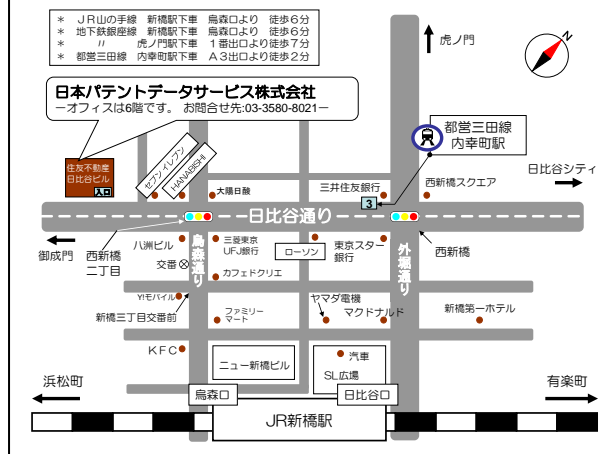 * ＪＲ山の手線 新橋駅下車 烏森口より 徒歩６分
* 地下鉄銀座線 新橋駅下車 烏森口より 徒歩６分
* 〃 虎ノ門駅下車 １番出口より徒歩７分
* 都営三田線 内幸町駅下車 Ａ３出口より徒歩２分
虎ノ門
N
日本パテントデータサービス株式会社
－オフィスは6階です。 お問合せ先:03-3580-8021－
都営三田線
内幸町駅
住友不動産
日比谷ビル
入口
セブンイレブン
HANABISHI
大陽日酸
三井住友銀行
3
西新橋スクエア
日比谷シティ
日比谷通り
御成門
西新橋
二丁目
八洲ビル
交番
烏森通り
三菱東京
UFJ銀行
カフェドクリエ
ローソン
東京スター
銀行
外堀通り
西新橋
Y!モバイル
新橋三丁目交番前
ファミリー
マート
ヤマダ電機
マクドナルド
新橋第一ホテル
ＫＦＣ
ニュー新橋ビル
汽車
SL広場
浜松町
烏森口
日比谷口
有楽町
JR新橋駅